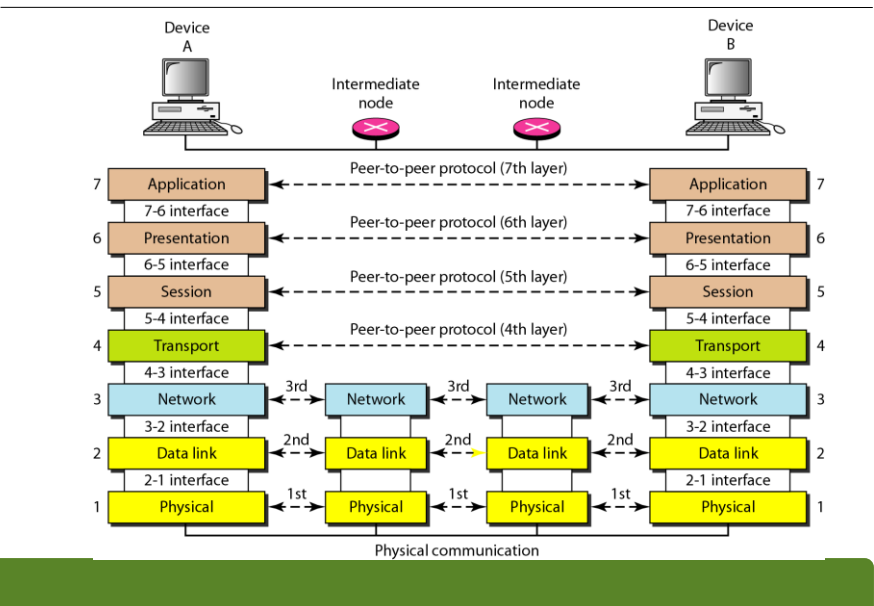 Device
A
Device
B
Intermediate
node
Intermediate
node
7 Application Peer-to-peer protocol (7th layer) Application 7
7-6 interface 7-6 interface
6 Presentation Peer-to-peer protocol (6th layer) Presentation 6
6-5 interface 6-5 interface
5 Session Peer-to-peer protocol (5th layer) Session 5
5-4 interface 5-4 interface
4 Transport Peer-to-peer protocol (4th layer) Transport 4
4-3 interface 4-3 interface
3 Network 3rd Network 3rd Network 3rd Network 3
3-2 interface 3-2 interface
2 Data link 2nd Data link 2nd Data link 2nd Data link 2
2-1 interface 2-1 interface
1 Physical 1st Physical 1st Physical 1st Physical 1
Physical communication